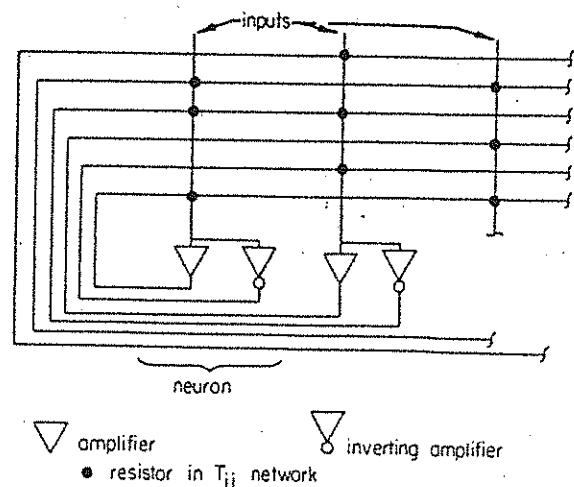 inputs
neuron
amplifier
inverting amplifier
resistor in Tij network